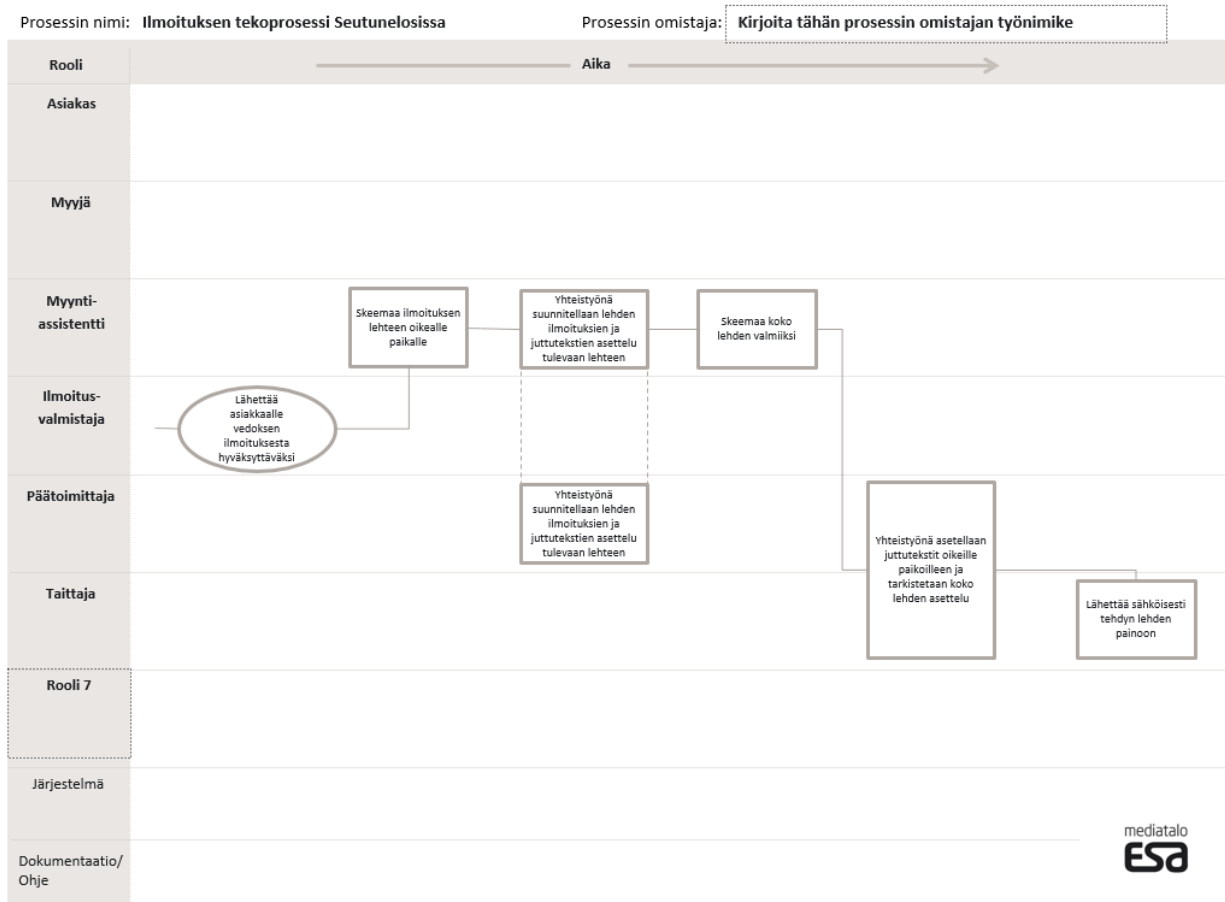 Prosessin nimi: Ilmoituksen tekoprosessi Seutunelosissa
Prosessin omistaja: Kirjoita tähän prosessin omistajan työnimike
Rooli
Aika
Asiakas
Myyjä
Myynti-
assistentti
Skeemaa ilmoituksen
lehteen oikealle
paikalle
Yhteistyönä
suunnitellaan lehden
ilmoituksien ja
juttutekstien asettelu
tulevaan lehteen
Skeemaa koko
lehden valmiiksi
Ilmoitus-
valmistaja
Lähettää
asiakkaalle
vedoksen
ilmoituksesta
hyväksyttäväksi
Päätoimittaja
Yhteistyönä
suunnitellaan lehden
ilmoituksien ja
juttutekstien asettelu
tulevaan lehteen
Yhteistyönä asetellaan
juttutekstit oikeille
paikoilleen ja
tarkistetaan koko
lehden asettelu
Taittaja
Lähettää sähköisesti
tehdyn lehden
painoon
Rooli 7
Järjestelmä
Dokumentaatio/
Ohje
mediatalo
ESa